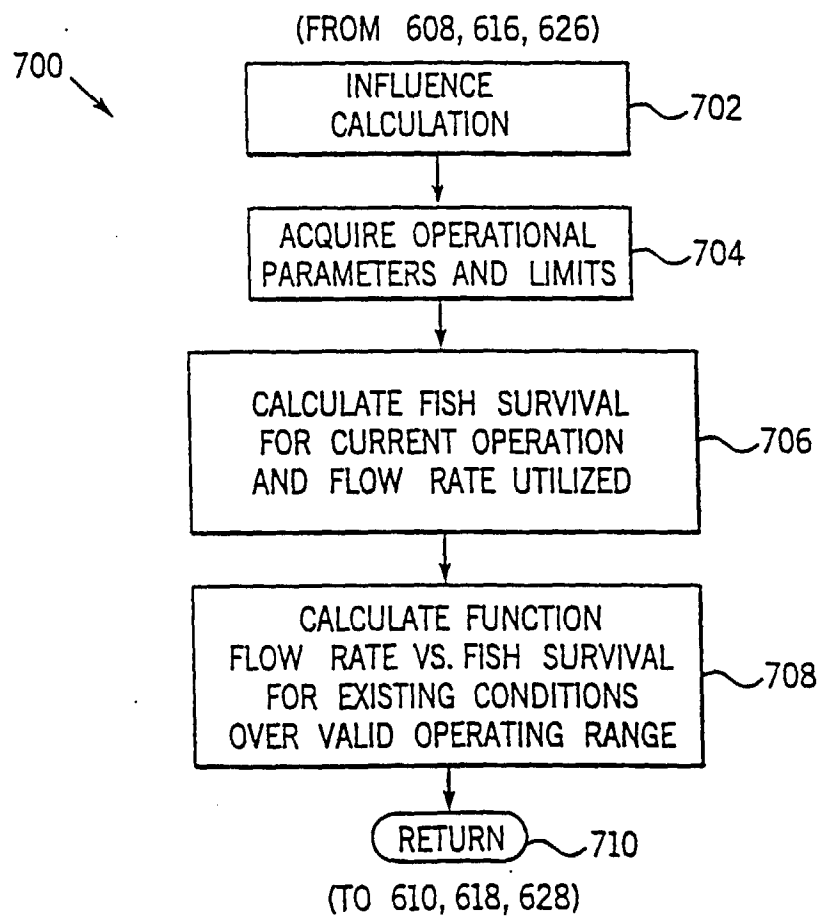 (FROM 608, 616, 626)
700
INFLUENCE
CALCULATION
702
ACQUIRE OPERATIONAL
PARAMETERS AND LIMITS
704
CALCULATE FISH SURVIVAL
FOR CURRENT OPERATION
AND FLOW RATE UTILIZED
706
CALCULATE FUNCTION
FLOW RATE VS. FISH SURVIVAL
FOR EXISTING CONDITIONS
OVER VALID OPERATING RANGE
708
RETURN
710
(TO 610, 618, 628)